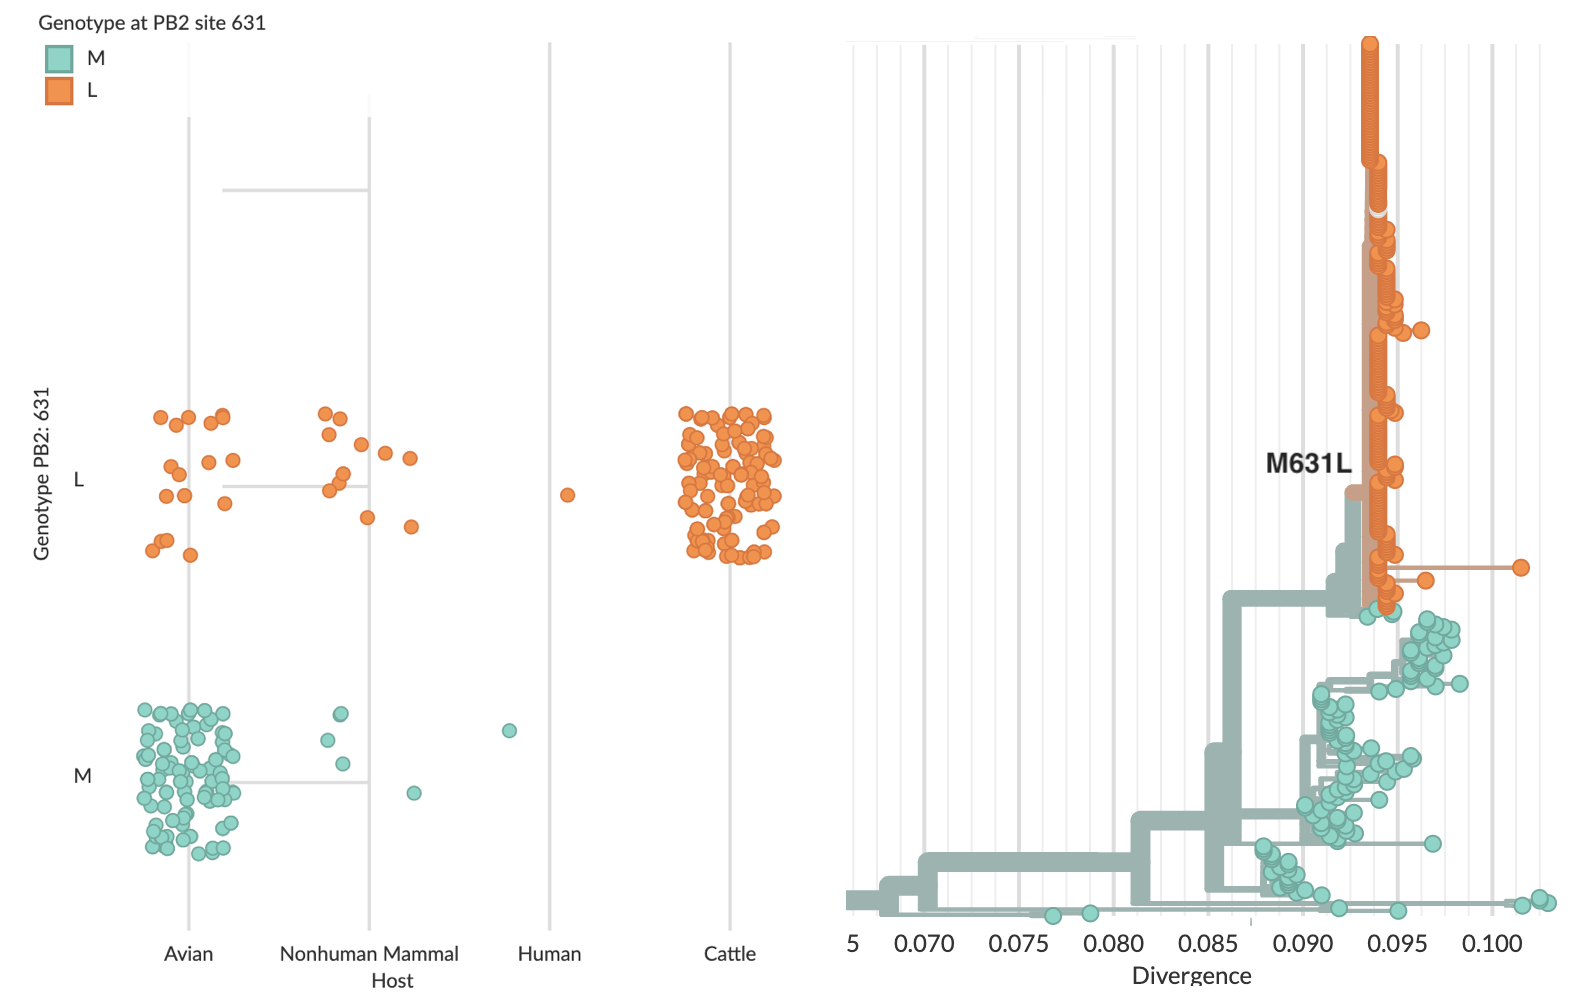 Genotype at PB2 site 631
M
L
Genotype PB2: 631
L
M
Avian
Nonhuman Mammal
Human
Cattle
Host
M631L
5 0.070 0.075 0.080 0.085 0.090 0.095 0.100
Divergence